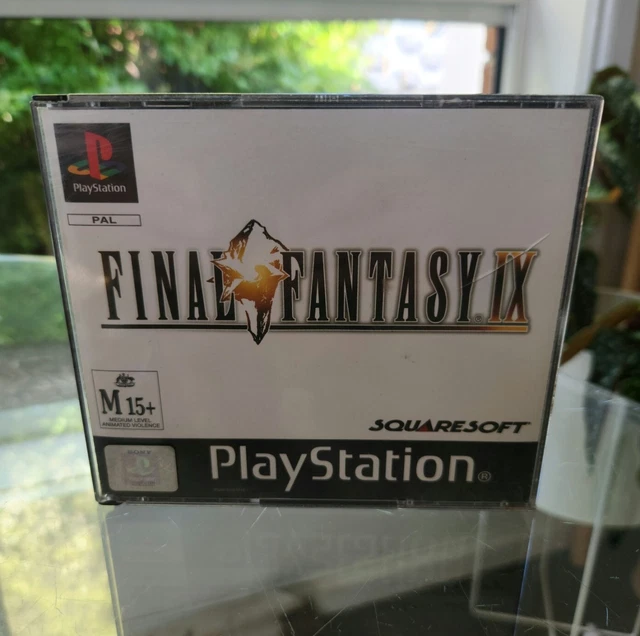 PlayStation
PAL
FINAL FANTASY. IX
M 15+
MEDIUM LEVEL
ANIMATED VIOLENCE
SQUARESOFT
PlayStation®